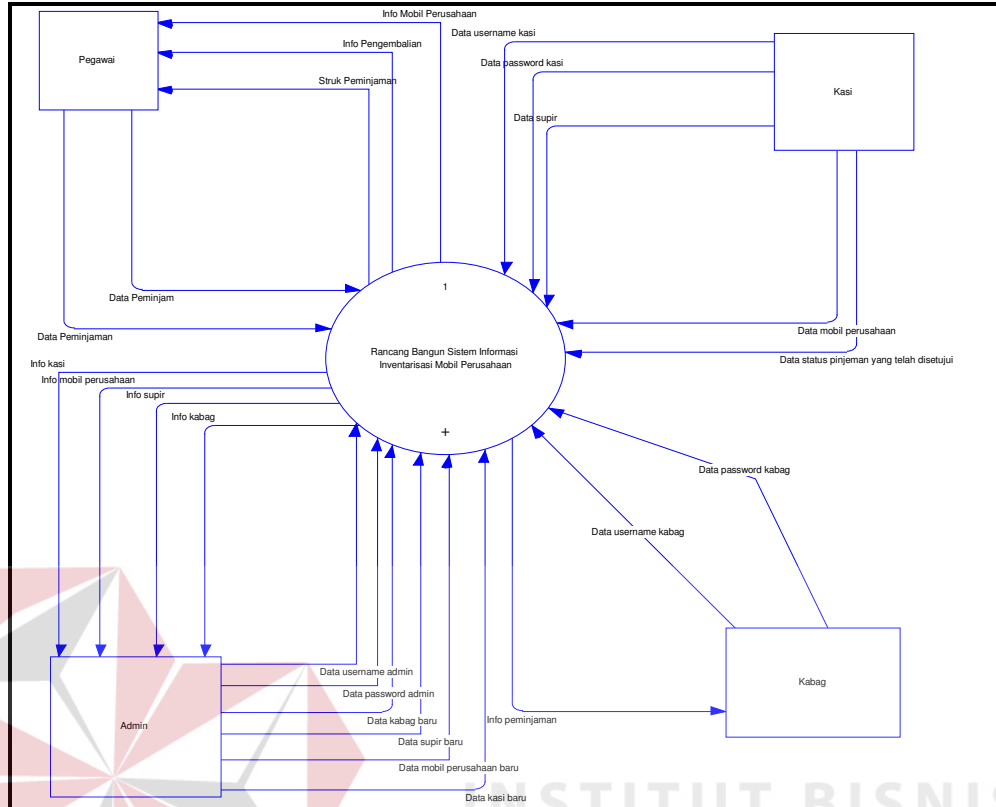 Info Mobil Perusahaan
Data username kasi
Info Pengembalian
Pegawai
Data password kasi
Struk Peminjaman
Kasi
Data supir
1
Data Peminjam
Data Peminjaman
Data mobil perusahaan
Rancang Bangun Sistem Informasi
Inventarisasi Mobil Perusahaan
Data status pinjeman yang telah disetujui
Info kasi
Info mobil perusahaan
Info supir
Info kabag
+
Data password kabag
Data username kabag
Data username admin
Kabag
Data password admin
Data kabag baru
Info peminjaman
Admin
Data supir baru
Data mobil perusahaan baru
Data kasi baru
INSTITUT BISNIS